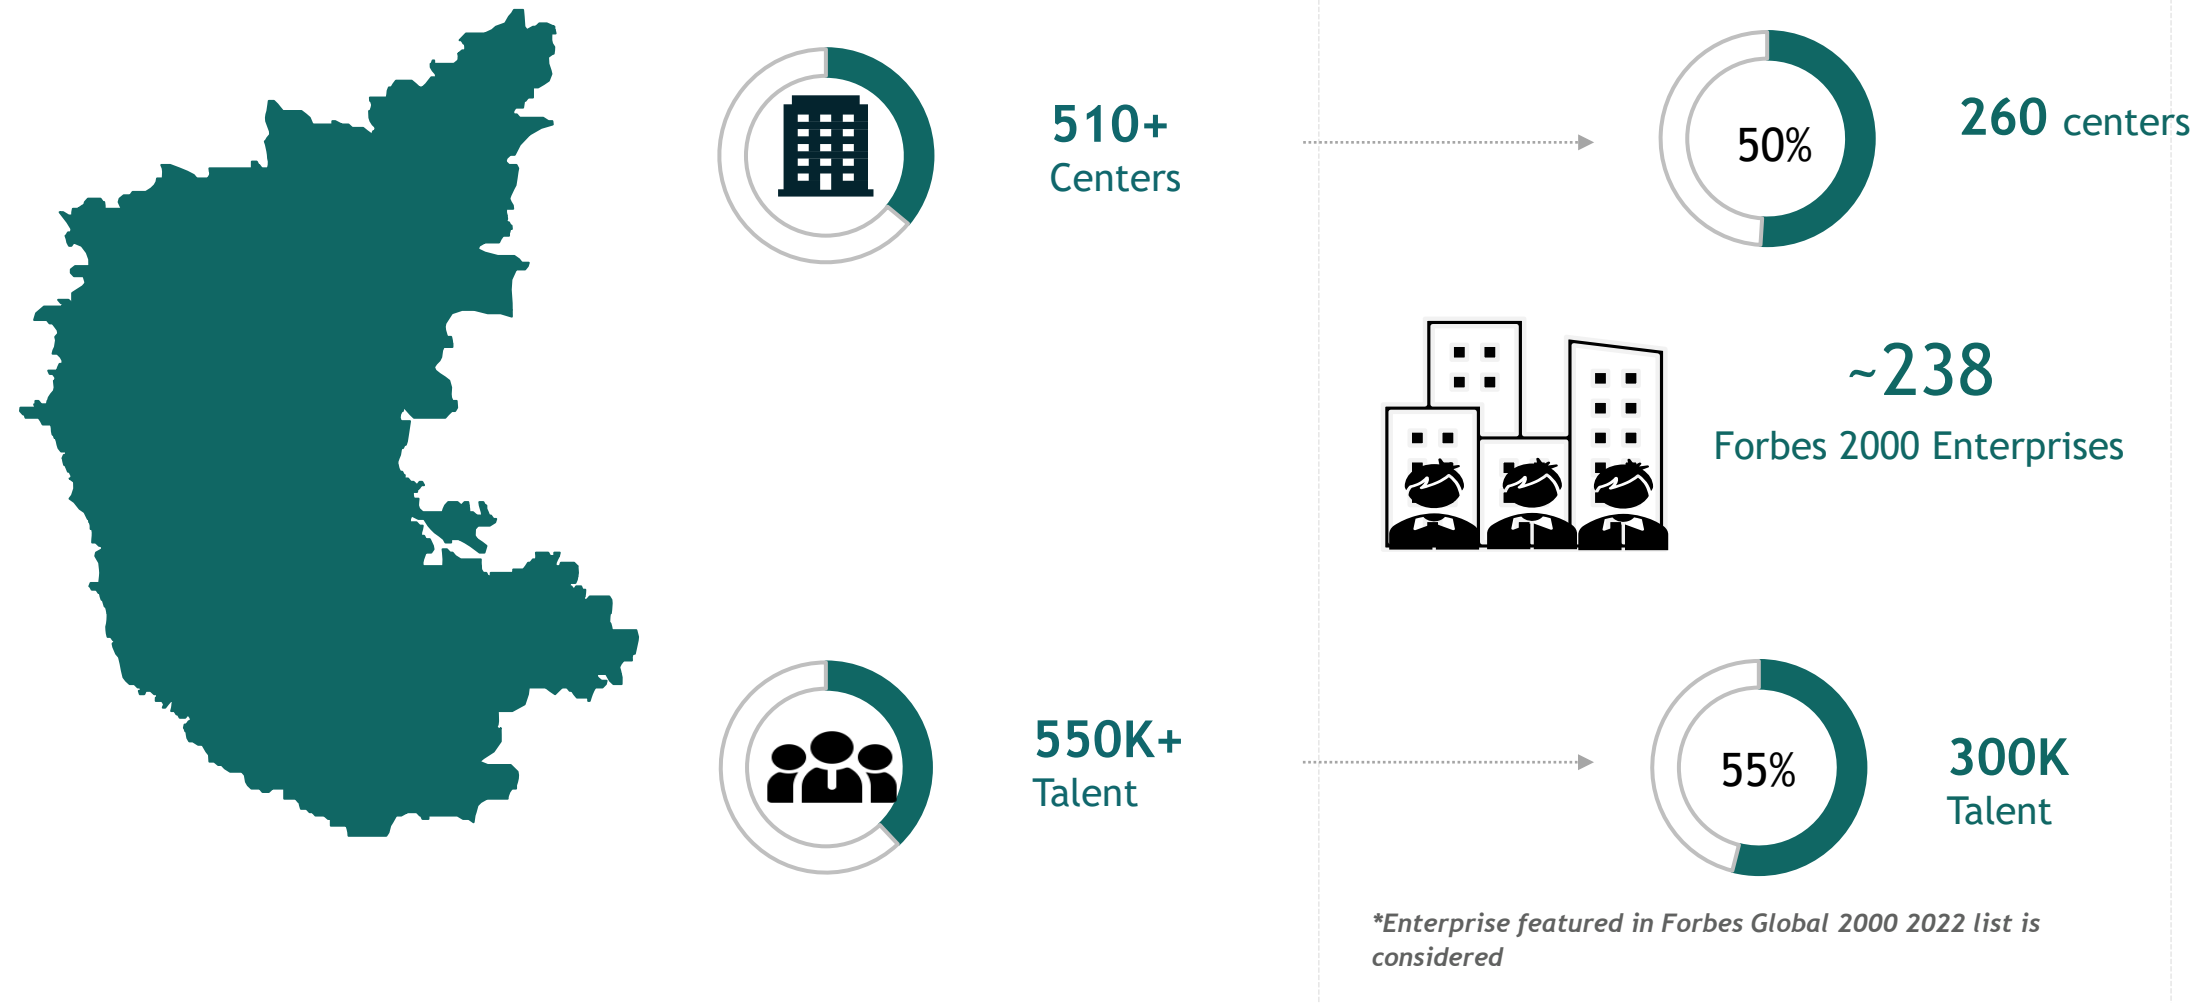 510+
Centers
50%
260 centers
~238
Forbes 2000 Enterprises
550K+
Talent
55%
300K
Talent
*Enterprise featured in Forbes Global 2000 2022 list is
considered